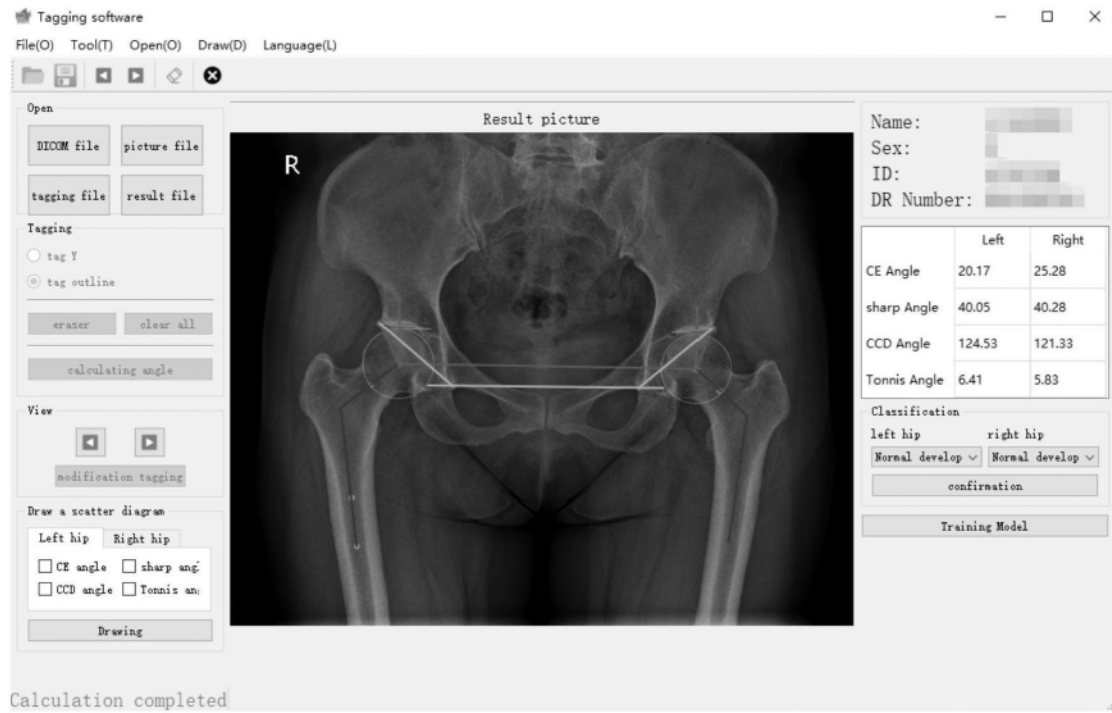 Tagging software
File(O) Tool(T) Open(O) Draw(D) Language(L)
Open
DICOM file picture file
tagging file result file
Tagging
tag Y
tag outline
eraser clear all
calculating angle
View
modification tagging
Draw a scatter diagram
Left hip Right hip
CE angle sharp ang
CCD angle Tonnis an
Drawing
Calculation completed
Result picture
R
Name:
Sex:
ID:
DR Number:
Left Right
CE Angle 20.17 25.28
sharp Angle 40.05 40.28
CCD Angle 124.53 121.33
Tonnis Angle 6.41 5.83
Classification
left hip right hip
Normal develop Normal develop
confirmation
Training Model